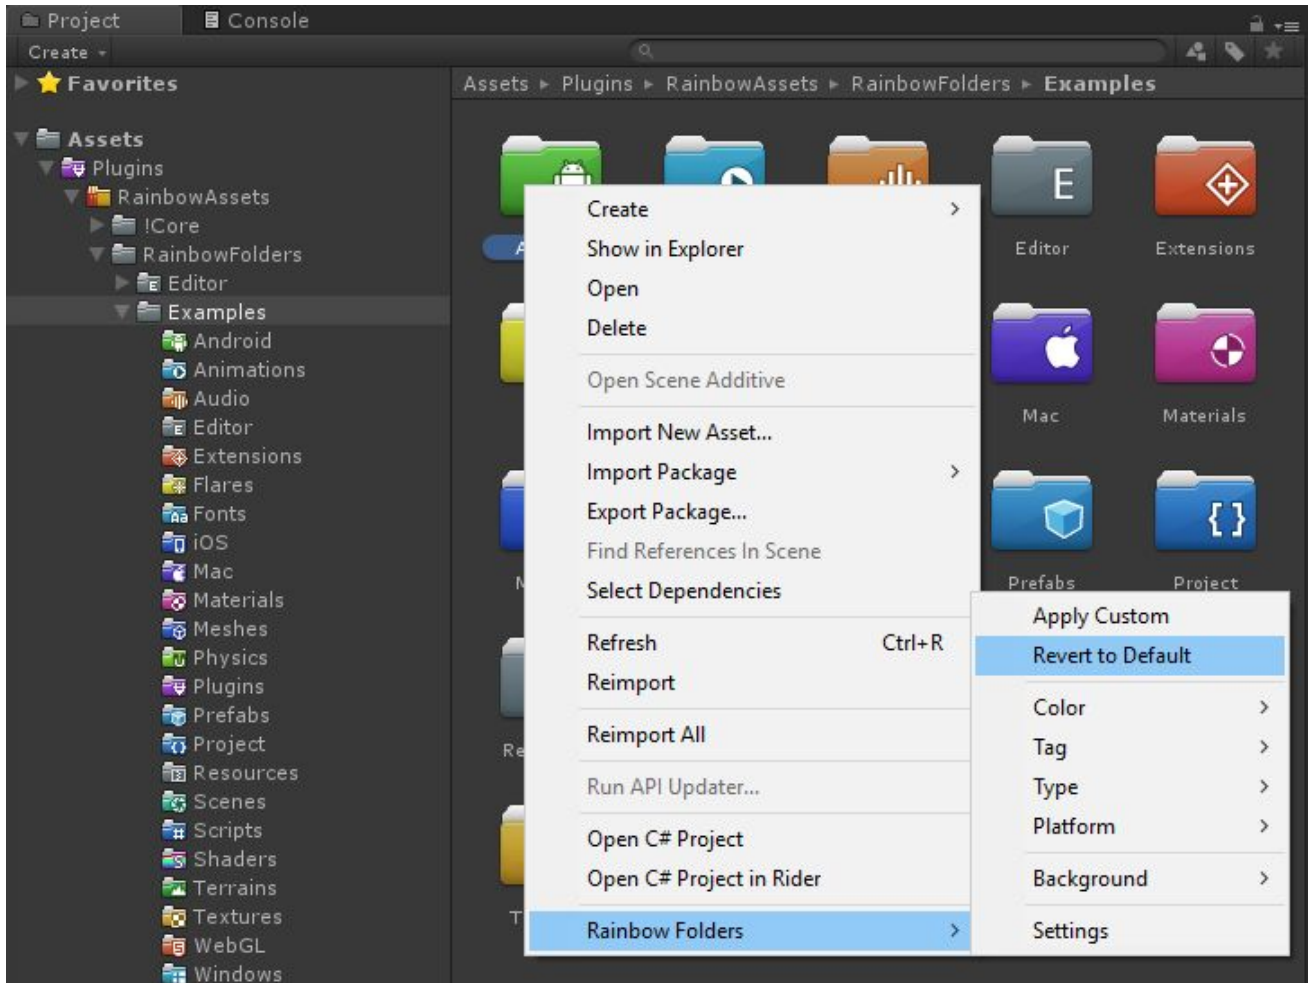 Project
Console
Create
Favorites
Assets
Plugins
RainbowAssets
!Core
RainbowFolders
Editor
Examples
Android
Animations
Audio
Editor
Extensions
Flares
Fonts
iOS
Mac
Materials
Meshes
Physics
Plugins
Prefabs
Project
Resources
Scenes
Scripts
Shaders
Terrains
Textures
WebGL
Windows
Assets ▸ Plugins ▸ RainbowAssets ▸ RainbowFolders ▸ Examples
E
Editor
Extensions
Mac
Materials
{}
Prefabs
Project
Create
Show in Explorer
Open
Delete
Open Scene Additive
Import New Asset...
Import Package
Export Package...
Find References In Scene
Select Dependencies
Refresh Ctrl+R
Reimport
Reimport All
Run API Updater...
Open C# Project
Open C# Project in Rider
Rainbow Folders
Apply Custom
Revert to Default
Color
Tag
Type
Platform
Background
Settings